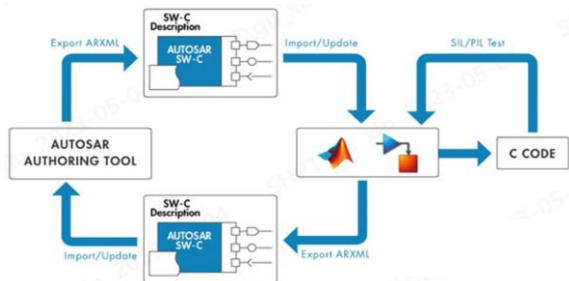 SW-C
Description
Export ARXML
AUTOSAR
SW-C
Import/Update
SIL/PIL Test
AUTOSAR
AUTHORING TOOL
C CODE
SW-C
Description
AUTOSAR
SW-C
Import/Update
Export ARXML